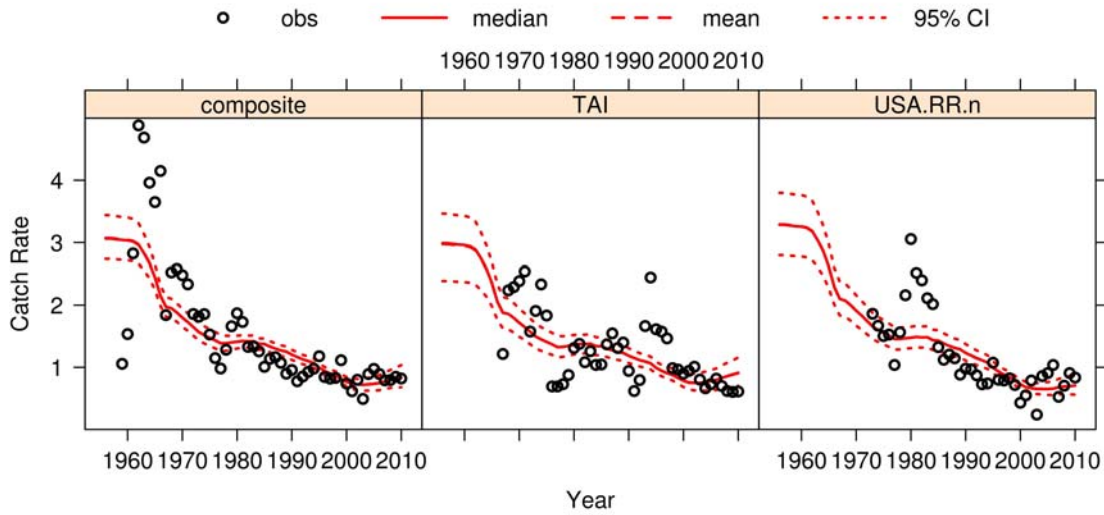 obs median mean 95% CI
1960 1970 1980 1990 2000 2010
composite TAI USA.RR.n
Catch Rate
4
3
2
1
1960 1970 1980 1990 2000 2010 1960 1970 1980 1990 2000 2010
Year